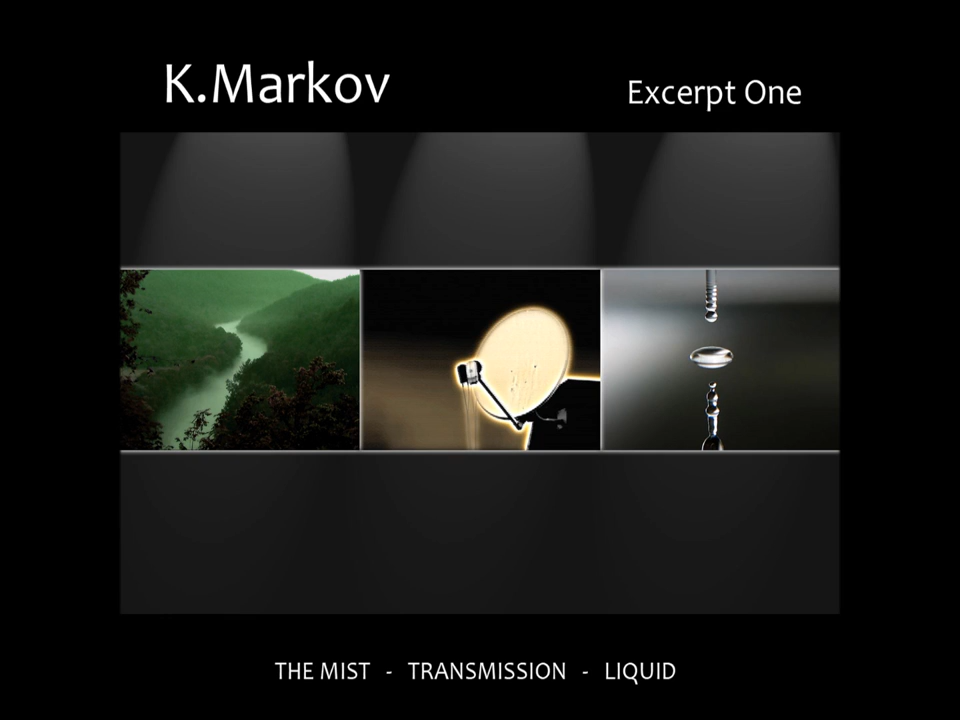 K.Markov
Excerpt One
THE MIST - TRANSMISSION - LIQUID